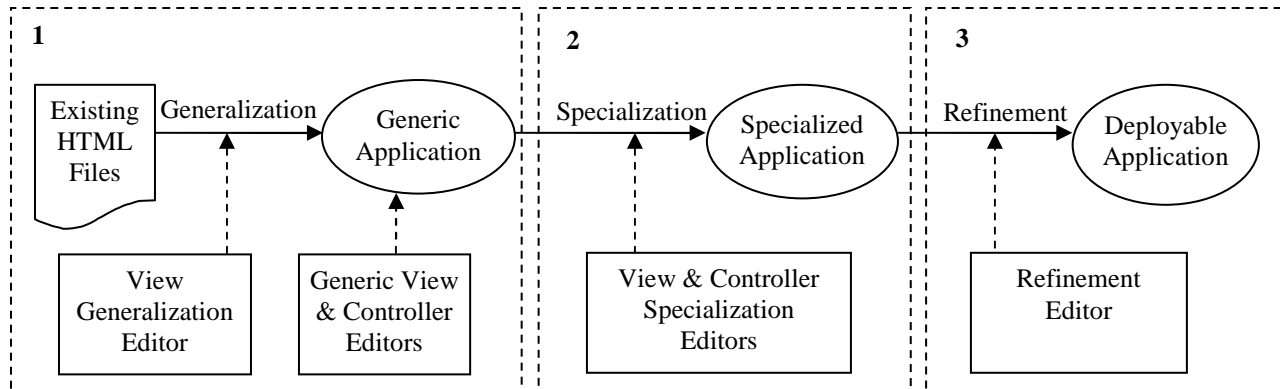 1
Existing
HTML
Files
Generalization
Generic
Application
View
Generalization
Editor
Generic View
& Controller
Editors
2
Specialization
Specialized
Application
View & Controller
Specialization
Editors
3
Refinement
Deployable
Application
Refinement
Editor